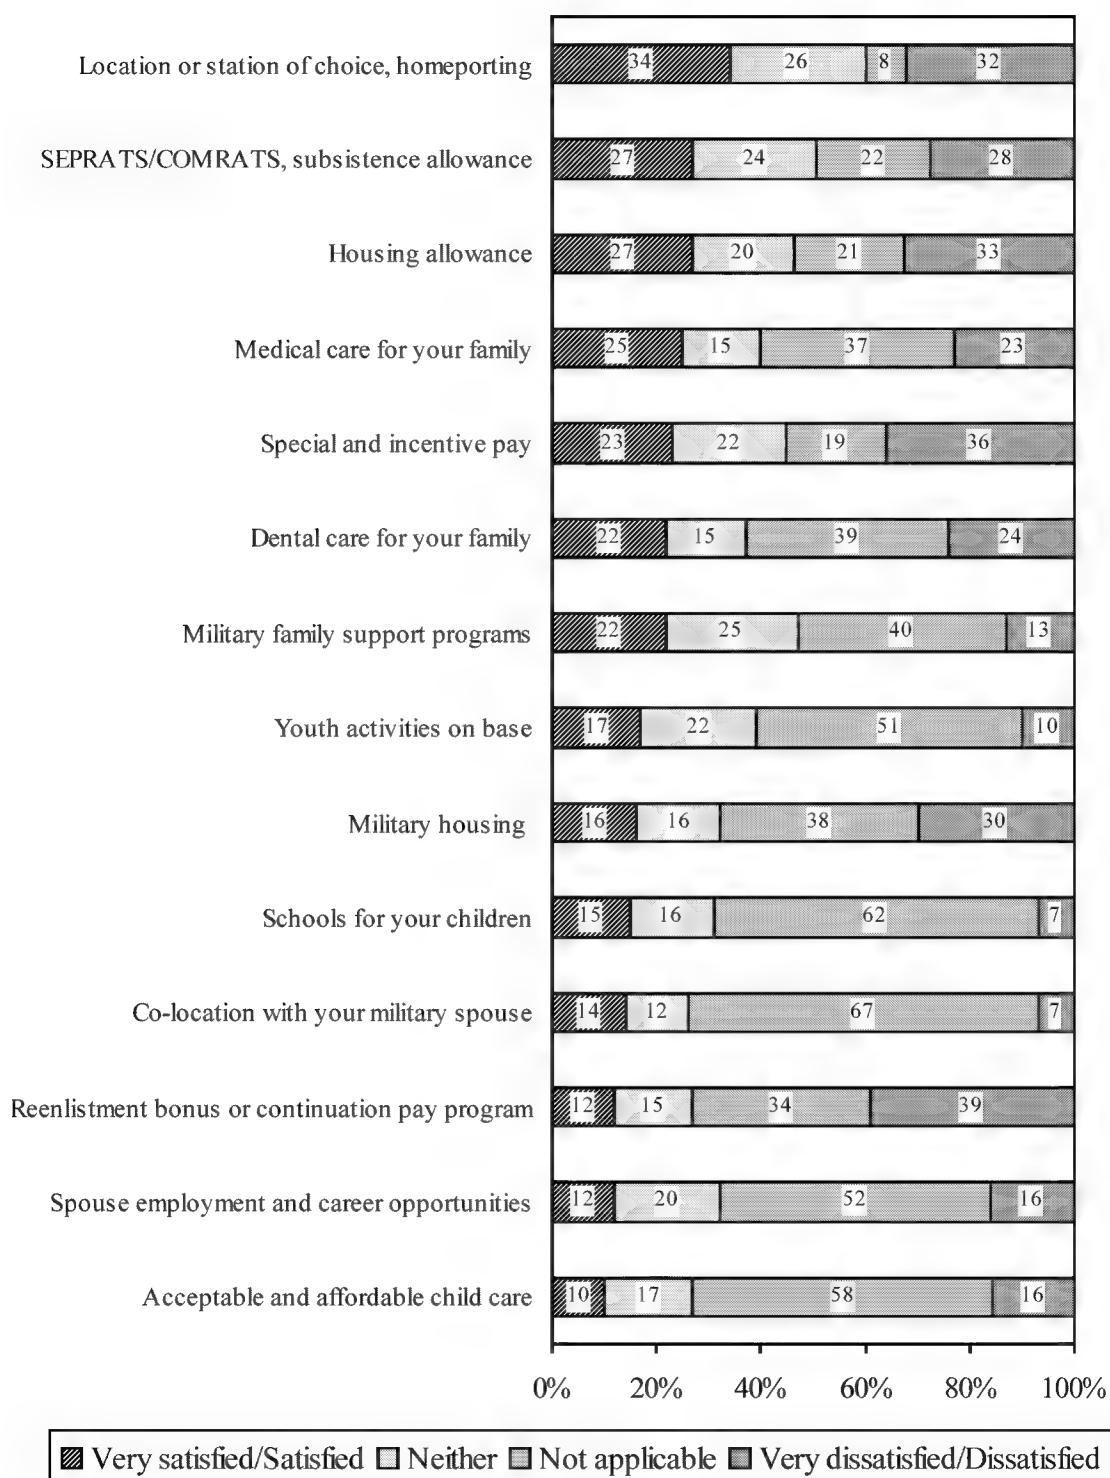 Location or station of choice, homeporting 34 26 8 32
SEPRATS/COMRATS, subsistence allowance 27 24 22 28
Housing allowance 27 20 21 33
Medical care for your family 25 15 37 23
Special and incentive pay 23 22 19 36
Dental care for your family 22 15 39 24
Military family support programs 22 25 40 13
Youth activities on base 17 22 51 10
Military housing 16 16 38 30
Schools for your children 15 16 62 7
Co-location with your military spouse 14 12 67 7
Reenlistment bonus or continuation pay program 12 15 34 39
Spouse employment and career opportunities 12 20 52 16
Acceptable and affordable child care 10 17 58 16
0% 20% 40% 60% 80% 100%
Very satisfied/Satisfied Neither Not applicable Very dissatisfied/Dissatisfied